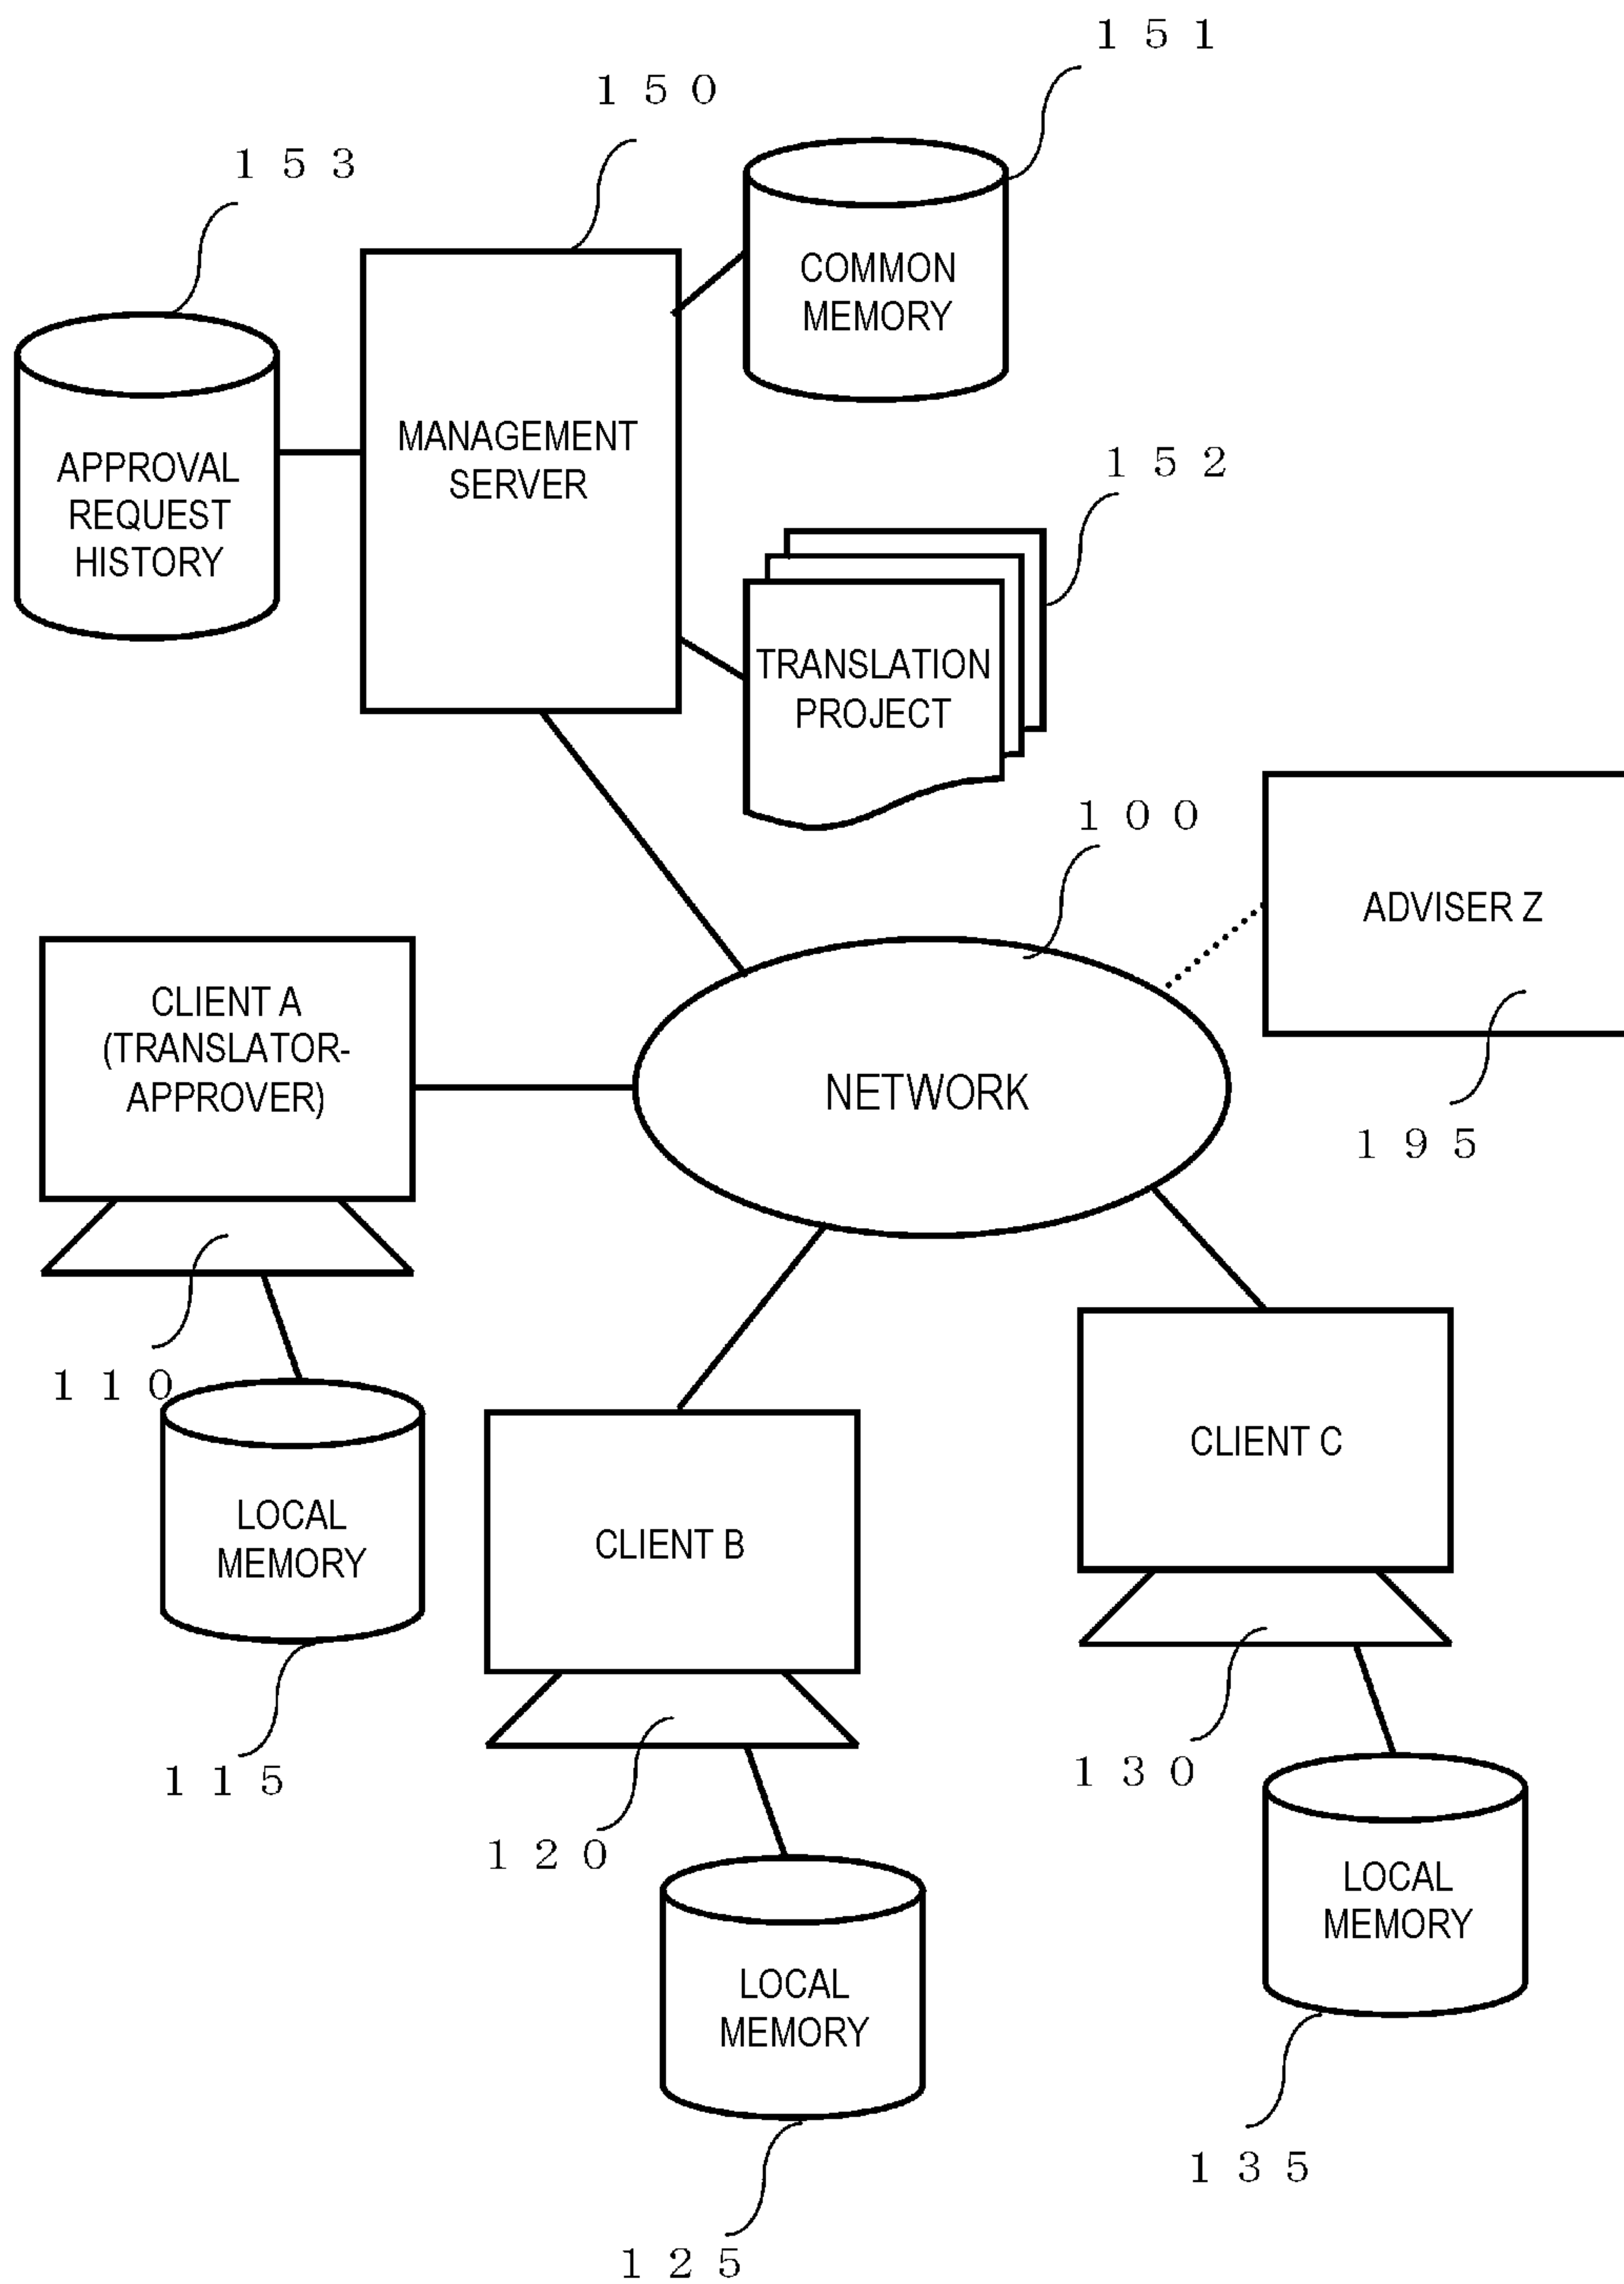 151
150
153
COMMON
MEMORY
MANAGEMENT
SERVER
APPROVAL
REQUEST
HISTORY
152
TRANSLATION
PROJECT
100
ADVISER Z
CLIENT A
(TRANSLATOR-
APPROVER)
NETWORK
195
110
CLIENT C
LOCAL
MEMORY
CLIENT B
115
130
120
LOCAL
MEMORY
LOCAL
MEMORY
135
125